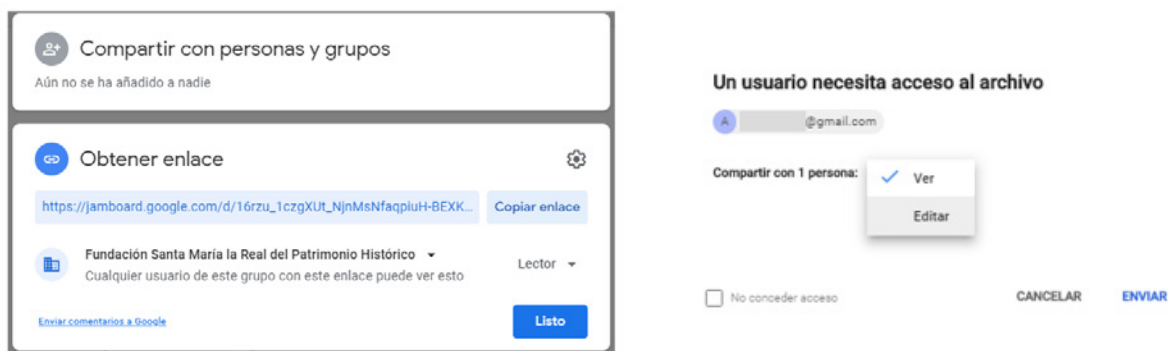 Compartir con personas y grupos
Aún no se ha añadido a nadie
Obtener enlace
https://jamboard.google.com/d/16rzu_1czgXUt_NjnMsNfaqpiuH-BEXK... Copiar enlace
Fundación Santa María la Real del Patrimonio Histórico
Cualquier usuario de este grupo con este enlace puede ver esto
Lector
Enviar comentarios a Google
Listo
Un usuario necesita acceso al archivo
A @gmail.com
Compartir con 1 persona:
Ver
Editar
No conceder acceso
CANCELAR ENVIAR